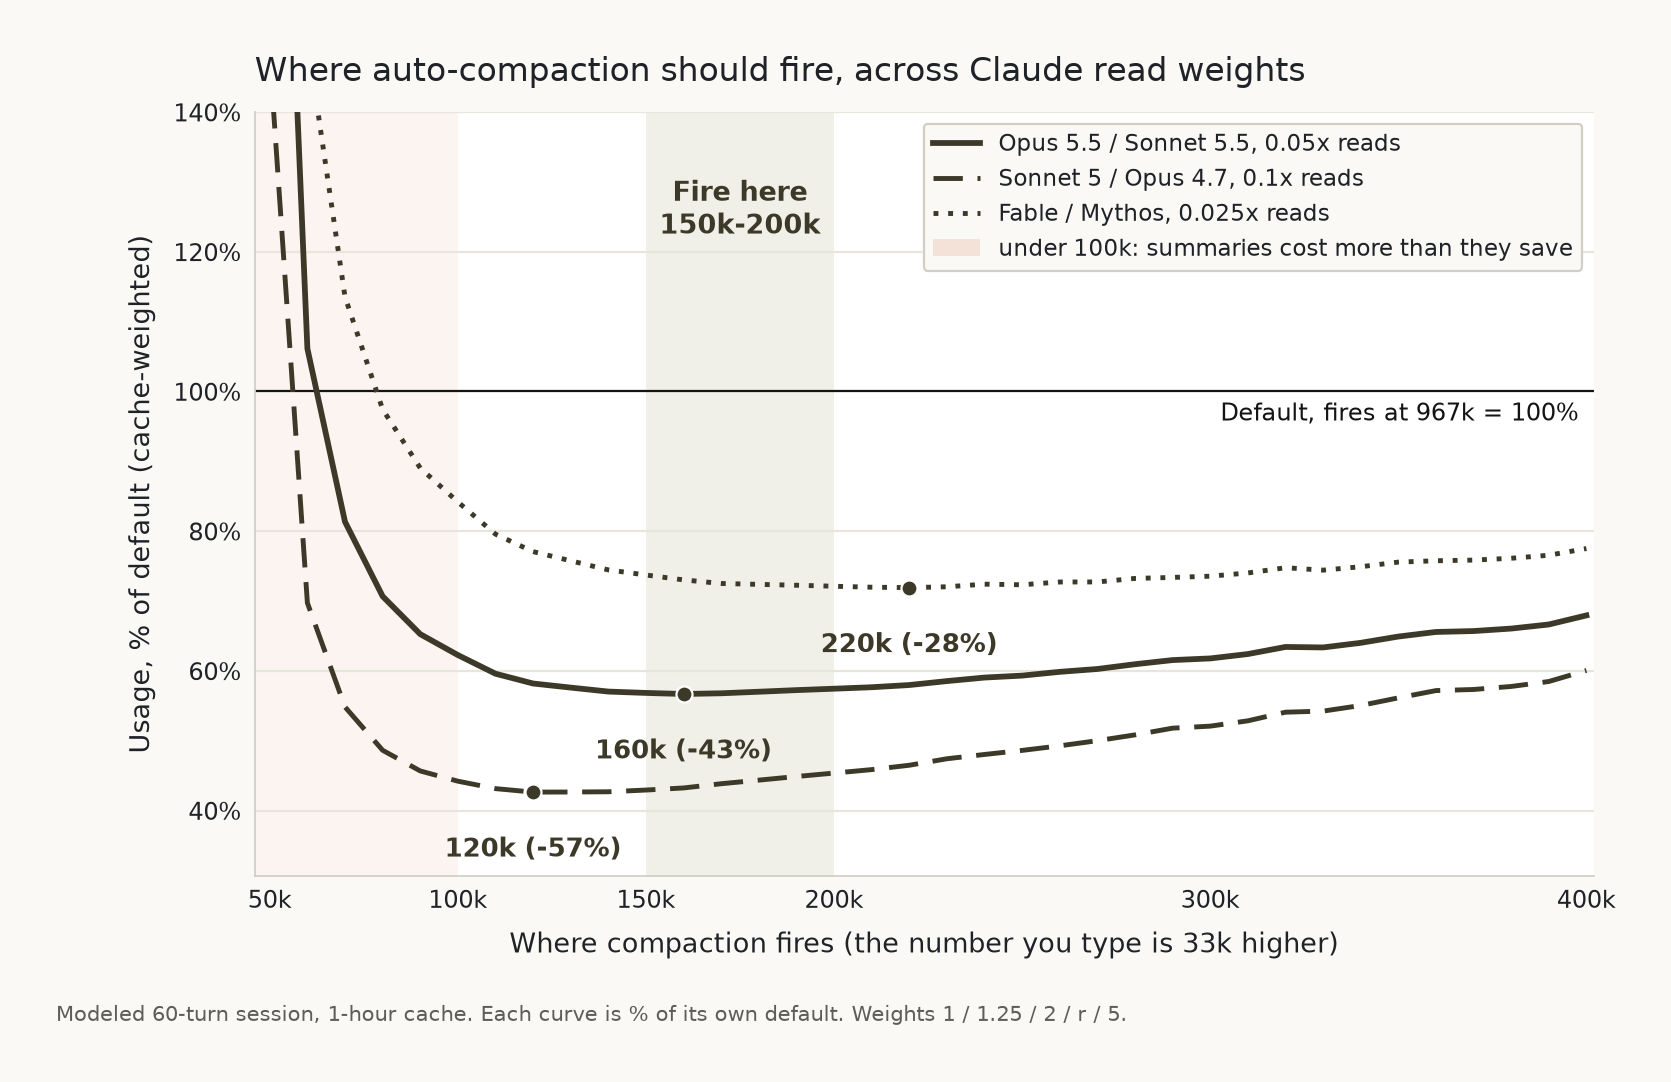 Where auto-compaction should fire, across Claude read weights
Usage, % of default (cache-weighted)
140%
120%
100%
80%
60%
40%
Fire here
150k-200k
Opus 5.5 / Sonnet 5.5, 0.05x reads
Sonnet 5 / Opus 4.7, 0.1x reads
Fable / Mythos, 0.025x reads
under 100k: summaries cost more than they save
Default, fires at 967k = 100%
220k (-28%)
160k (-43%)
120k (-57%)
50k
100k
150k
200k
300k
400k
Where compaction fires (the number you type is 33k higher)
Modeled 60-turn session, 1-hour cache. Each curve is % of its own default. Weights 1 / 1.25 / 2 / r / 5.